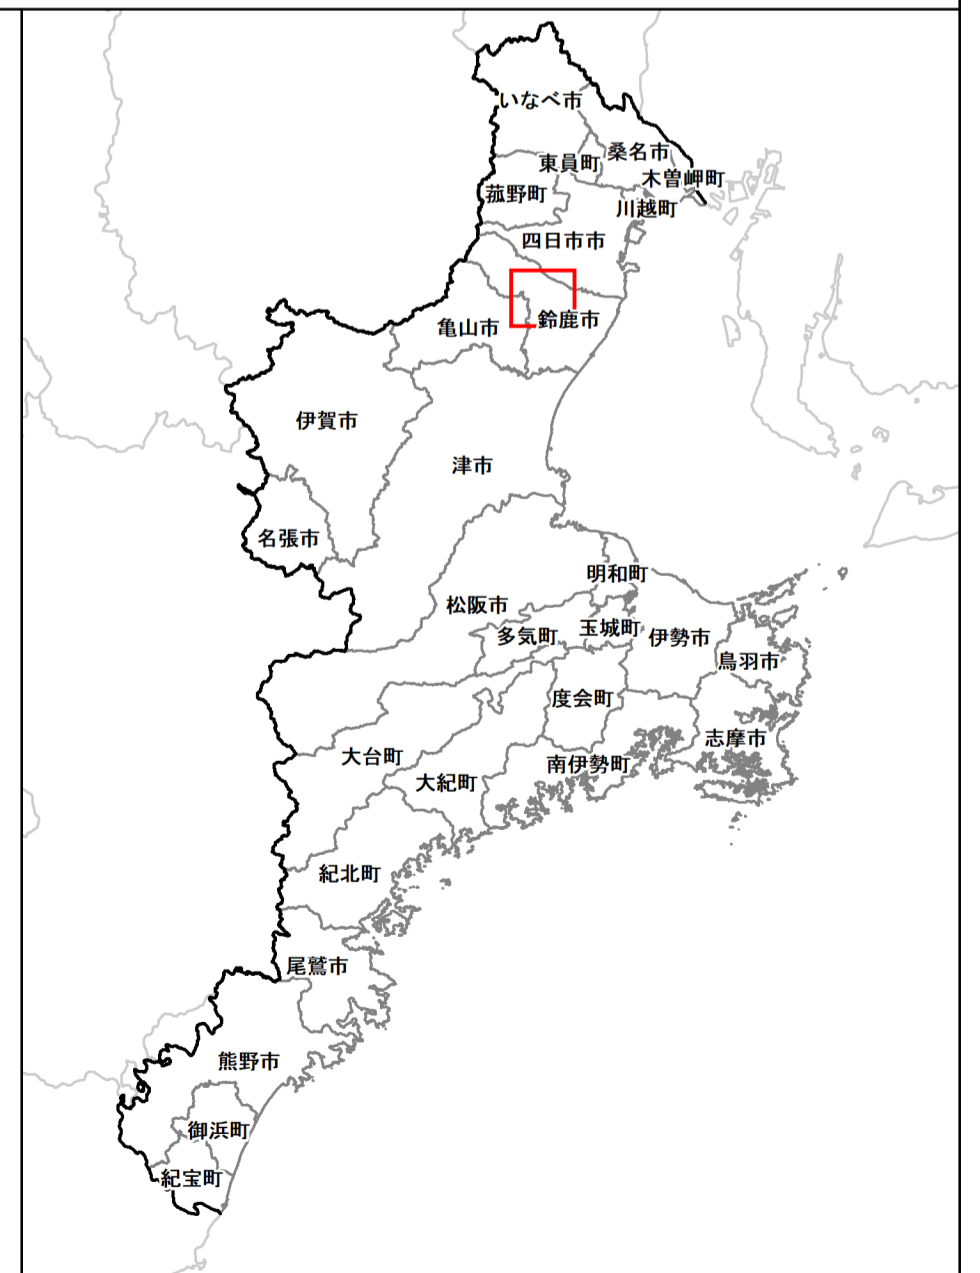 いなべ市
桑名市
東員町
木曽岬町
菰野町
川越町
四日市市
鈴鹿市
亀山市
伊賀市
津市
名張市
明和町
松阪市
玉城町
多気町
伊勢市
鳥羽市
度会町
志摩市
大台町
南伊勢町
大紀町
紀北町
尾鷲市
熊野市
御浜町
紀宝町